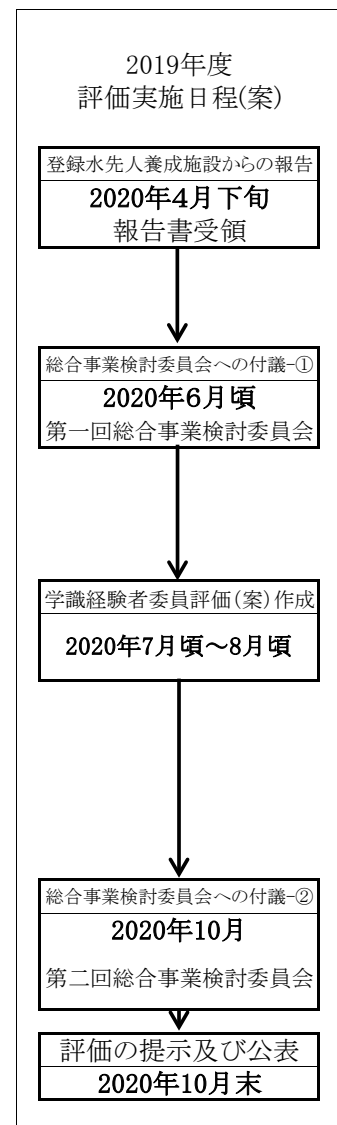 2019年度
評価実施日程(案)
登録水先人養成施設からの報告
2020年4月下旬
報告書受領
総合事業検討委員会への付議-①
2020年6月頃
第一回総合事業検討委員会
学識経験者委員評価(案)作成
2020年7月頃～8月頃
総合事業検討委員会への付議-②
2020年10月
第二回総合事業検討委員会
評価の提示及び公表
2020年10月末